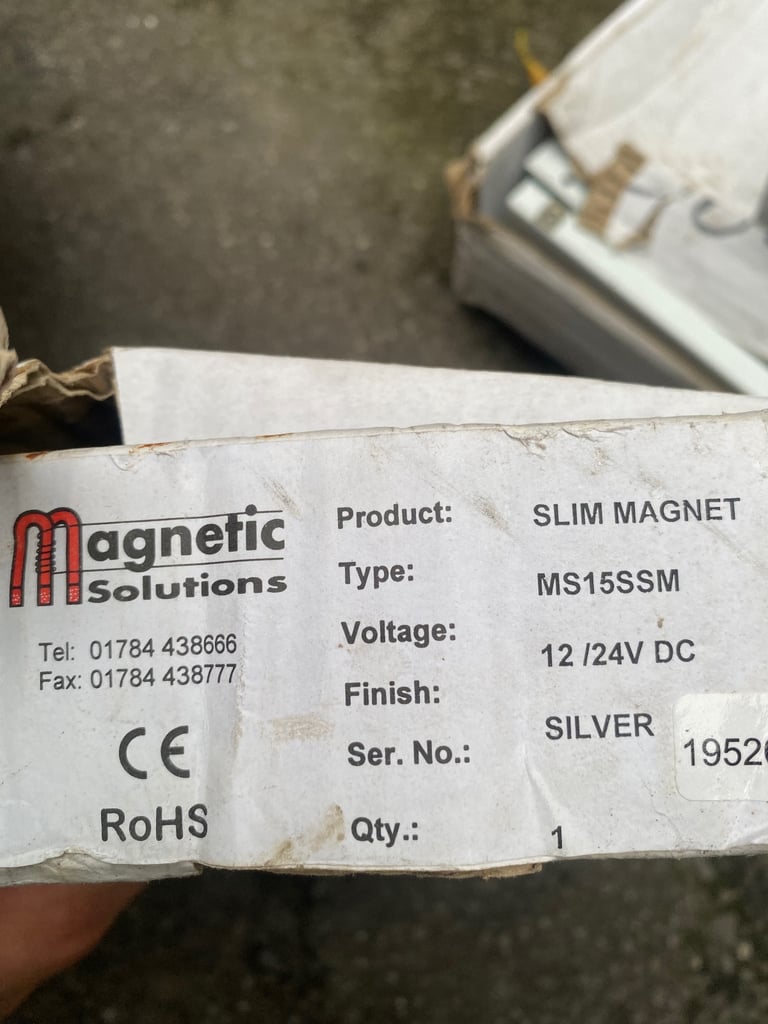 Magnetic
Solutions
Tel: 01784 438666
Fax: 01784 438777
CE
RoHS
Product: SLIM MAGNET
Type: MS15SSM
Voltage: 12 /24V DC
Finish: SILVER
Ser. No.:
Qty.: 1